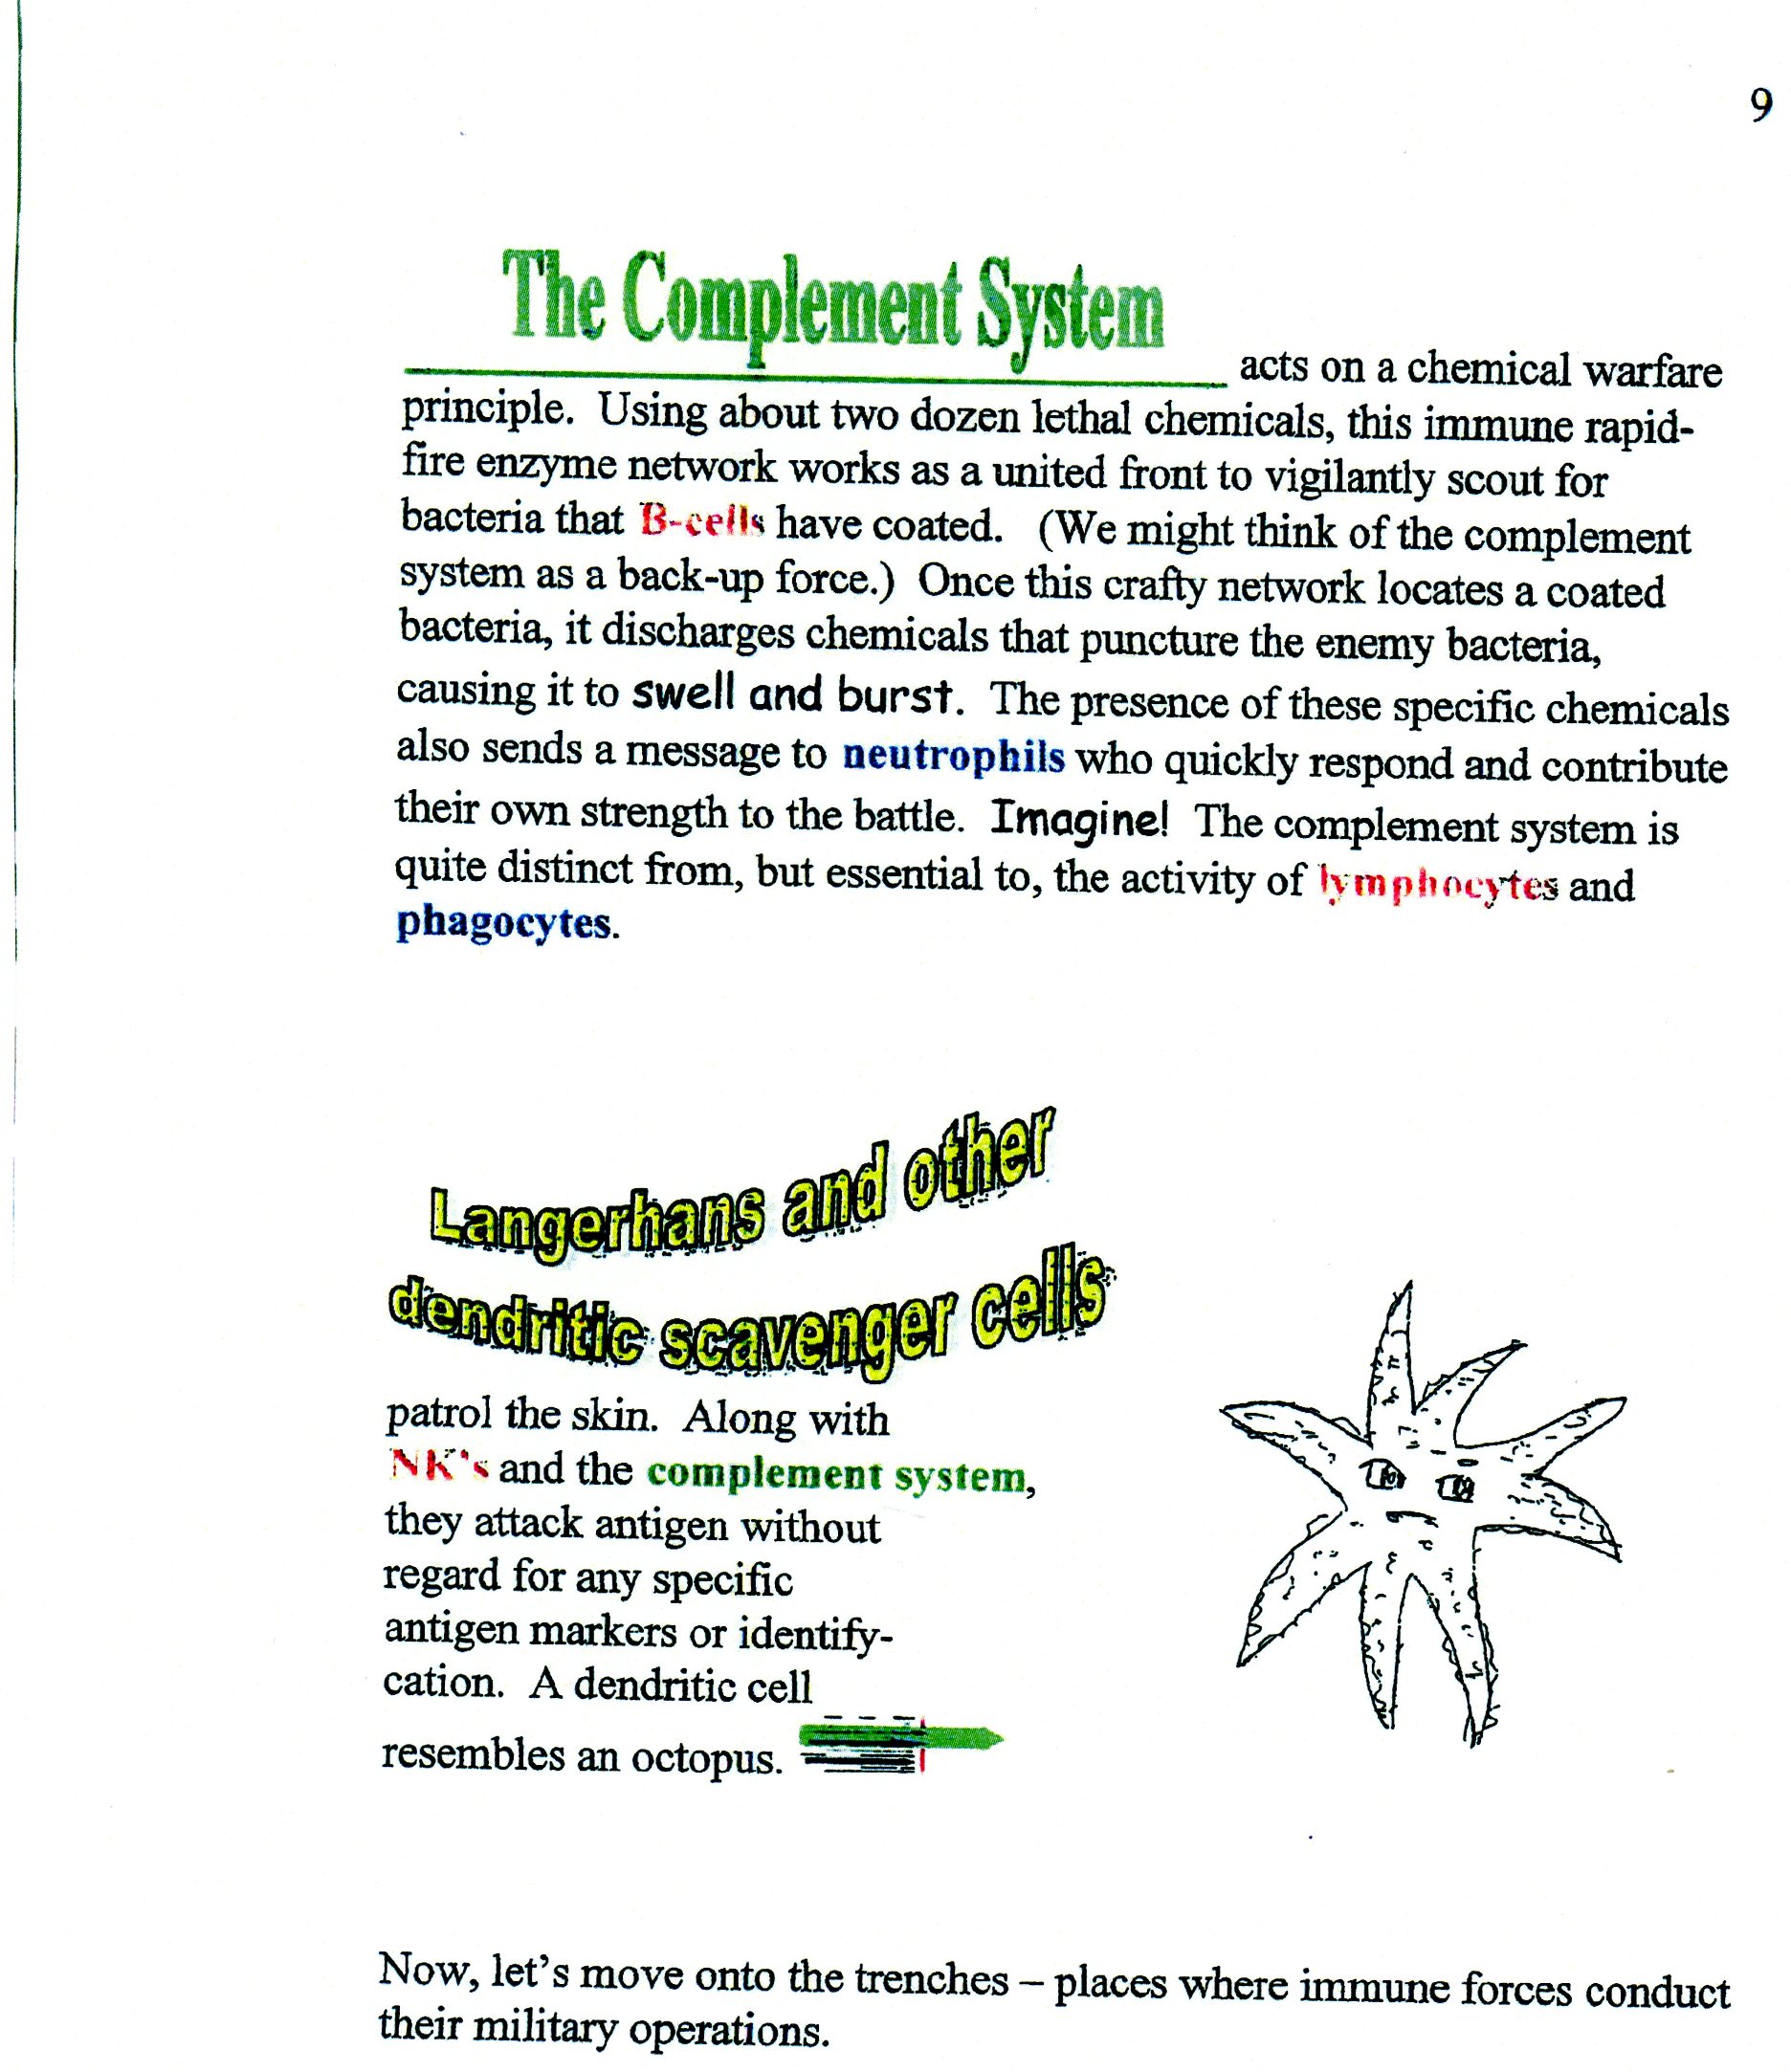 9
The Complement System
acts on a chemical warfare
principle. Using about two dozen lethal chemicals, this immune rapid-
fire enzyme network works as a united front to vigilantly scout for
bacteria that B-cells have coated. (We might think of the complement
system as a back-up force.) Once this crafty network locates a coated
bacteria, it discharges chemicals that puncture the enemy bacteria,
causing it to swell and burst. The presence of these specific chemicals
also sends a message to neutrophils who quickly respond and contribute
their own strength to the battle. Imagine! The complement system is
quite distinct from, but essential to, the activity of lymphocytes and
phagocytes.
Langerhans and other
dendritic scavenger cells
patrol the skin. Along with
NK's and the complement system,
they attack antigen without
regard for any specific
antigen markers or identify-
cation. A dendritic cell
resembles an octopus.
Now, let's move onto the trenches – places where immune forces conduct
their military operations.